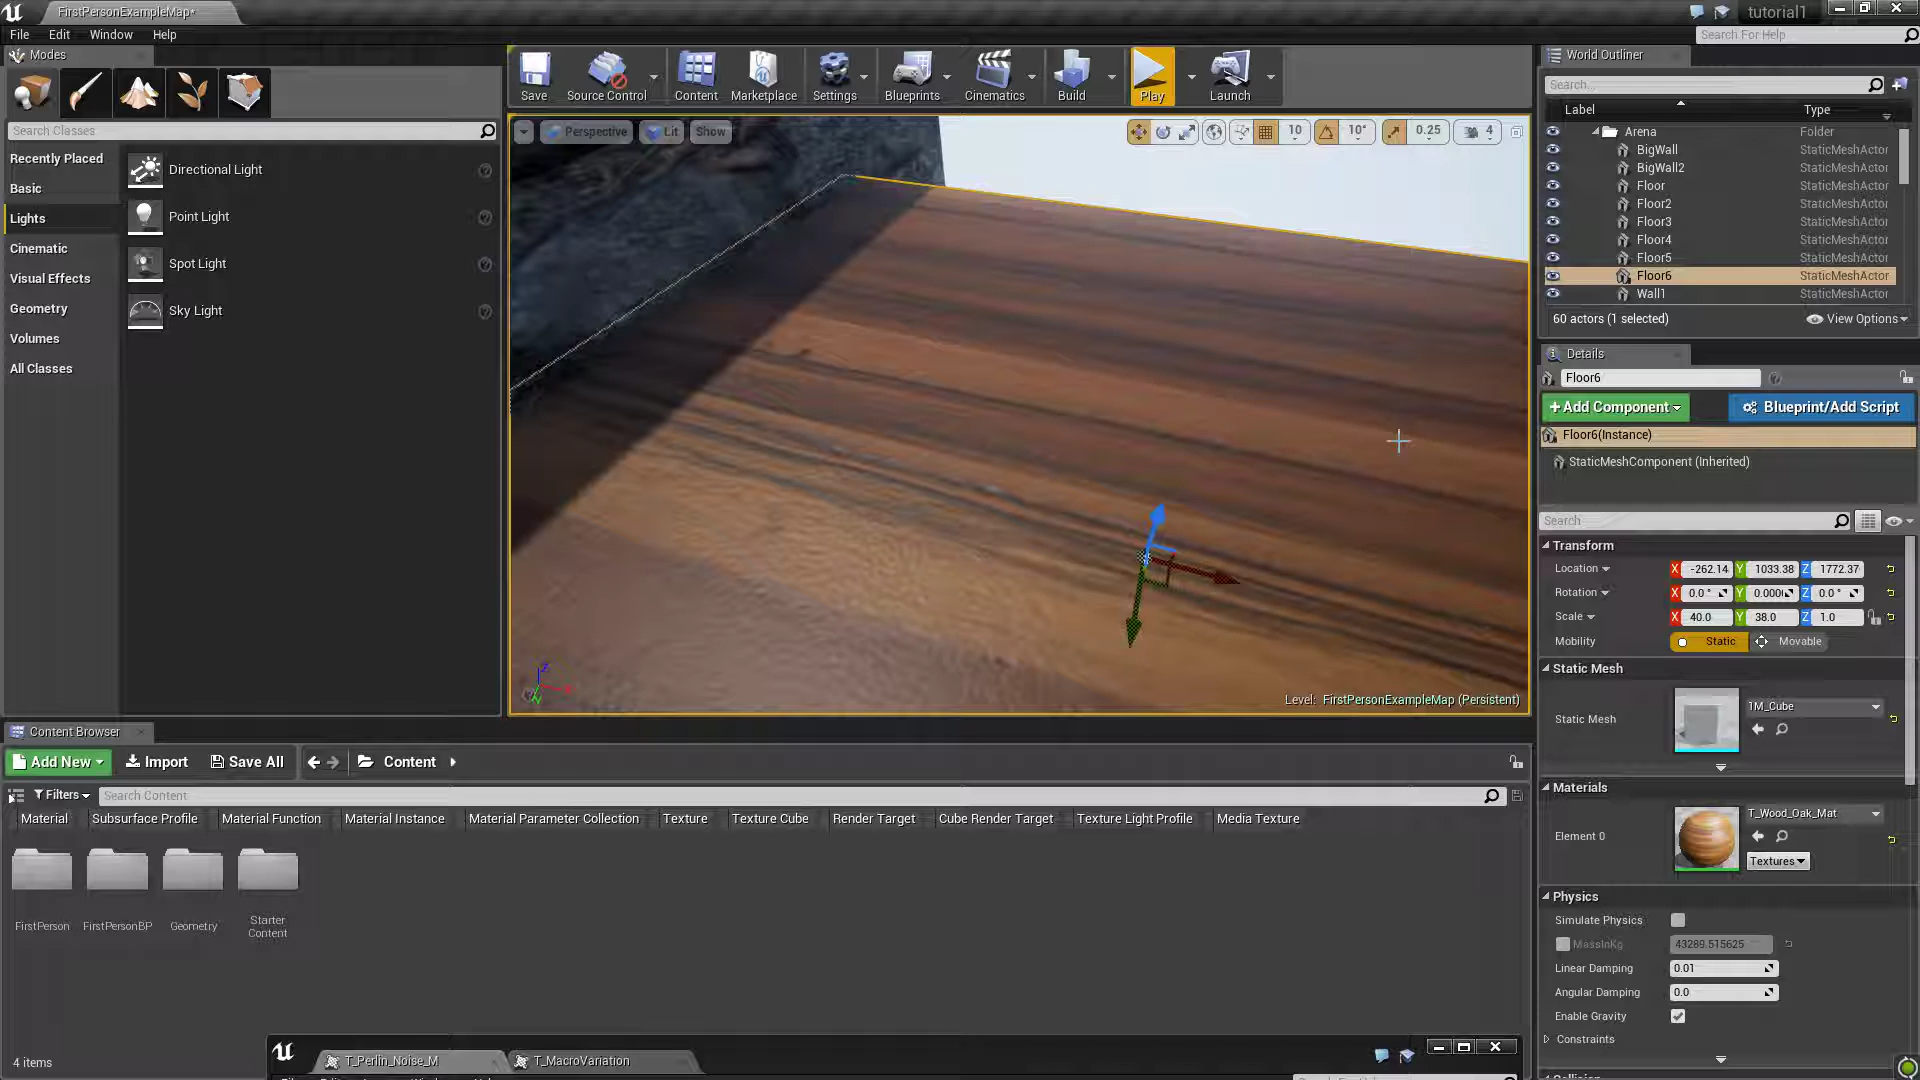 FirstPersonExampleMap*
tutorial1
File Edit Window Help
Search For Help
Modes
Search Classes
Recently Placed
Basic
Lights
Cinematic
Visual Effects
Geometry
Volumes
All Classes
Directional Light
Point Light
Spot Light
Sky Light
Save Source Control Content Marketplace Settings Blueprints Cinematics Build Play Launch
Perspective Lit Show
10 10° 0.25 4
Level: FirstPersonExampleMap (Persistent)
World Outliner
Search...
Label Type
Arena Folder
BigWall StaticMeshActor
BigWall2 StaticMeshActor
Floor StaticMeshActor
Floor2 StaticMeshActor
Floor3 StaticMeshActor
Floor4 StaticMeshActor
Floor5 StaticMeshActor
Floor6 StaticMeshActor
Wall1 StaticMeshActor
60 actors (1 selected) View Options
Details
Floor6
+Add Component Blueprint/Add Script
Floor6(Instance)
StaticMeshComponent (Inherited)
Search
Transform
Location X -262.14 Y 1033.38 Z 1772.37
Rotation X 0.0 ° Y 0.000 Z 0.0 °
Scale X 40.0 Y 38.0 Z 1.0
Mobility Static Movable
Static Mesh
Static Mesh 1M_Cube
Materials
Element 0 T_Wood_Oak_Mat
Textures
Physics
Simulate Physics
MassInKg 43289.515625
Linear Damping 0.01
Angular Damping 0.0
Enable Gravity
Constraints
Content Browser
Add New Import Save All Content
Filters Search Content
Material Subsurface Profile Material Function Material Instance Material Parameter Collection Texture Texture Cube Render Target Cube Render Target Texture Light Profile Media Texture
FirstPerson FirstPersonBP Geometry Starter Content
4 items
T_Perlin_Noise_M T_MacroVariation